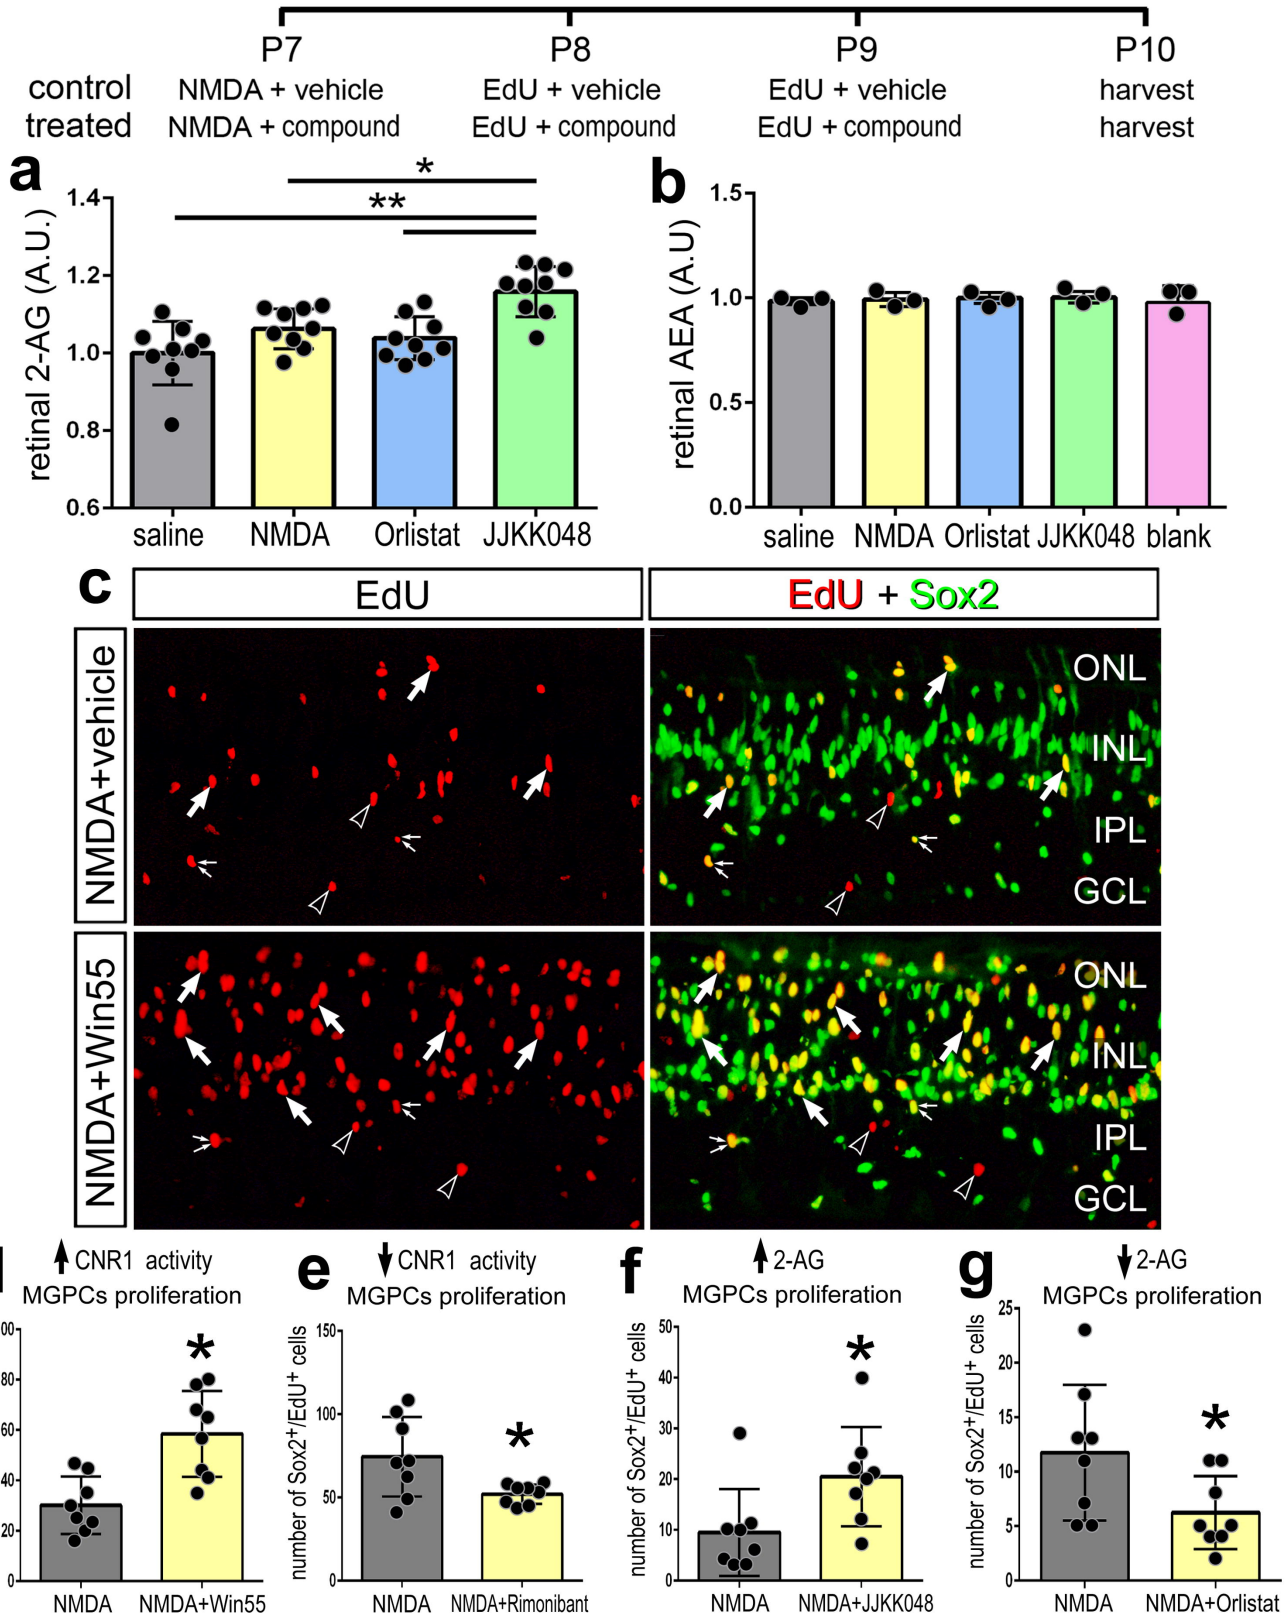 P7 P8 P9 P10
control NMDA + vehicle EdU + vehicle EdU + vehicle harvest
treated NMDA + compound EdU + compound EdU + compound harvest
a
*
**
retinal 2-AG (A.U.)
1.4
1.2
1.0
0.8
0.6
saline NMDA Orlistat JJKK048
b
retinal AEA (A.U)
1.5
1.0
0.5
0.0
saline NMDA Orlistat JJKK048 blank
c
EdU
EdU + Sox2
NMDA+vehicle
ONL
INL
IPL
GCL
NMDA+Win55
ONL
INL
IPL
GCL
CNR1 activity
MGPCs proliferation
*
00
80
60
40
20
0
NMDA NMDA+Win55
e
CNR1 activity
MGPCs proliferation
number of Sox2+/EdU+ cells
*
150
100
50
0
NMDA NMDA+Rimonibant
f
2-AG
MGPCs proliferation
number of Sox2+/EdU+ cells
*
50
40
30
20
10
0
NMDA NMDA+JJKK048
g
2-AG
MGPCs proliferation
number of Sox2+/EdU+ cells
*
25
20
15
10
5
0
NMDA NMDA+Orlistat